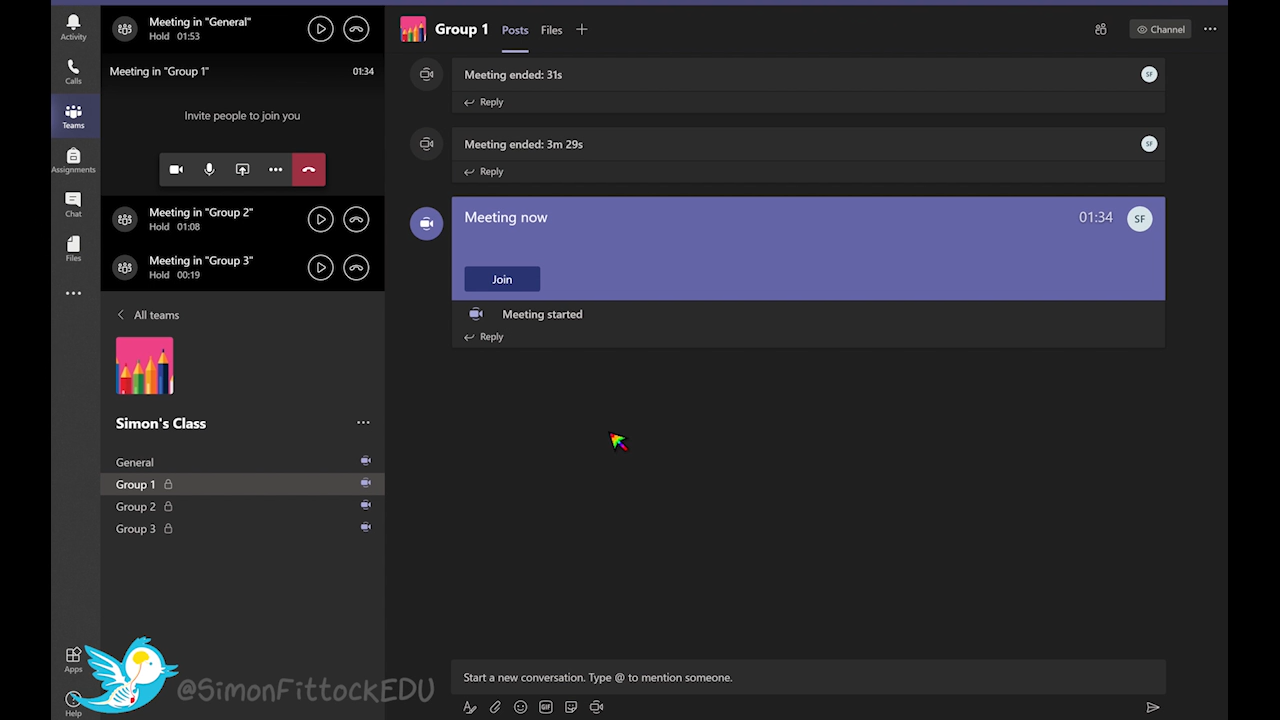 Activity
Calls
Teams
Assignments
Chat
Files
Apps
Help
Meeting in "General"
Hold 01:53
Meeting in "Group 1" 01:34
Invite people to join you
Meeting in "Group 2"
Hold 01:08
Meeting in "Group 3"
Hold 00:19
All teams
Simon's Class
General
Group 1
Group 2
Group 3
@SimonFittockEDU
Group 1 Posts Files Channel
Meeting ended: 31s SF
Reply
Meeting ended: 3m 29s SF
Reply
Meeting now 01:34 SF
Join
Meeting started
Reply
Start a new conversation. Type @ to mention someone.
GIF